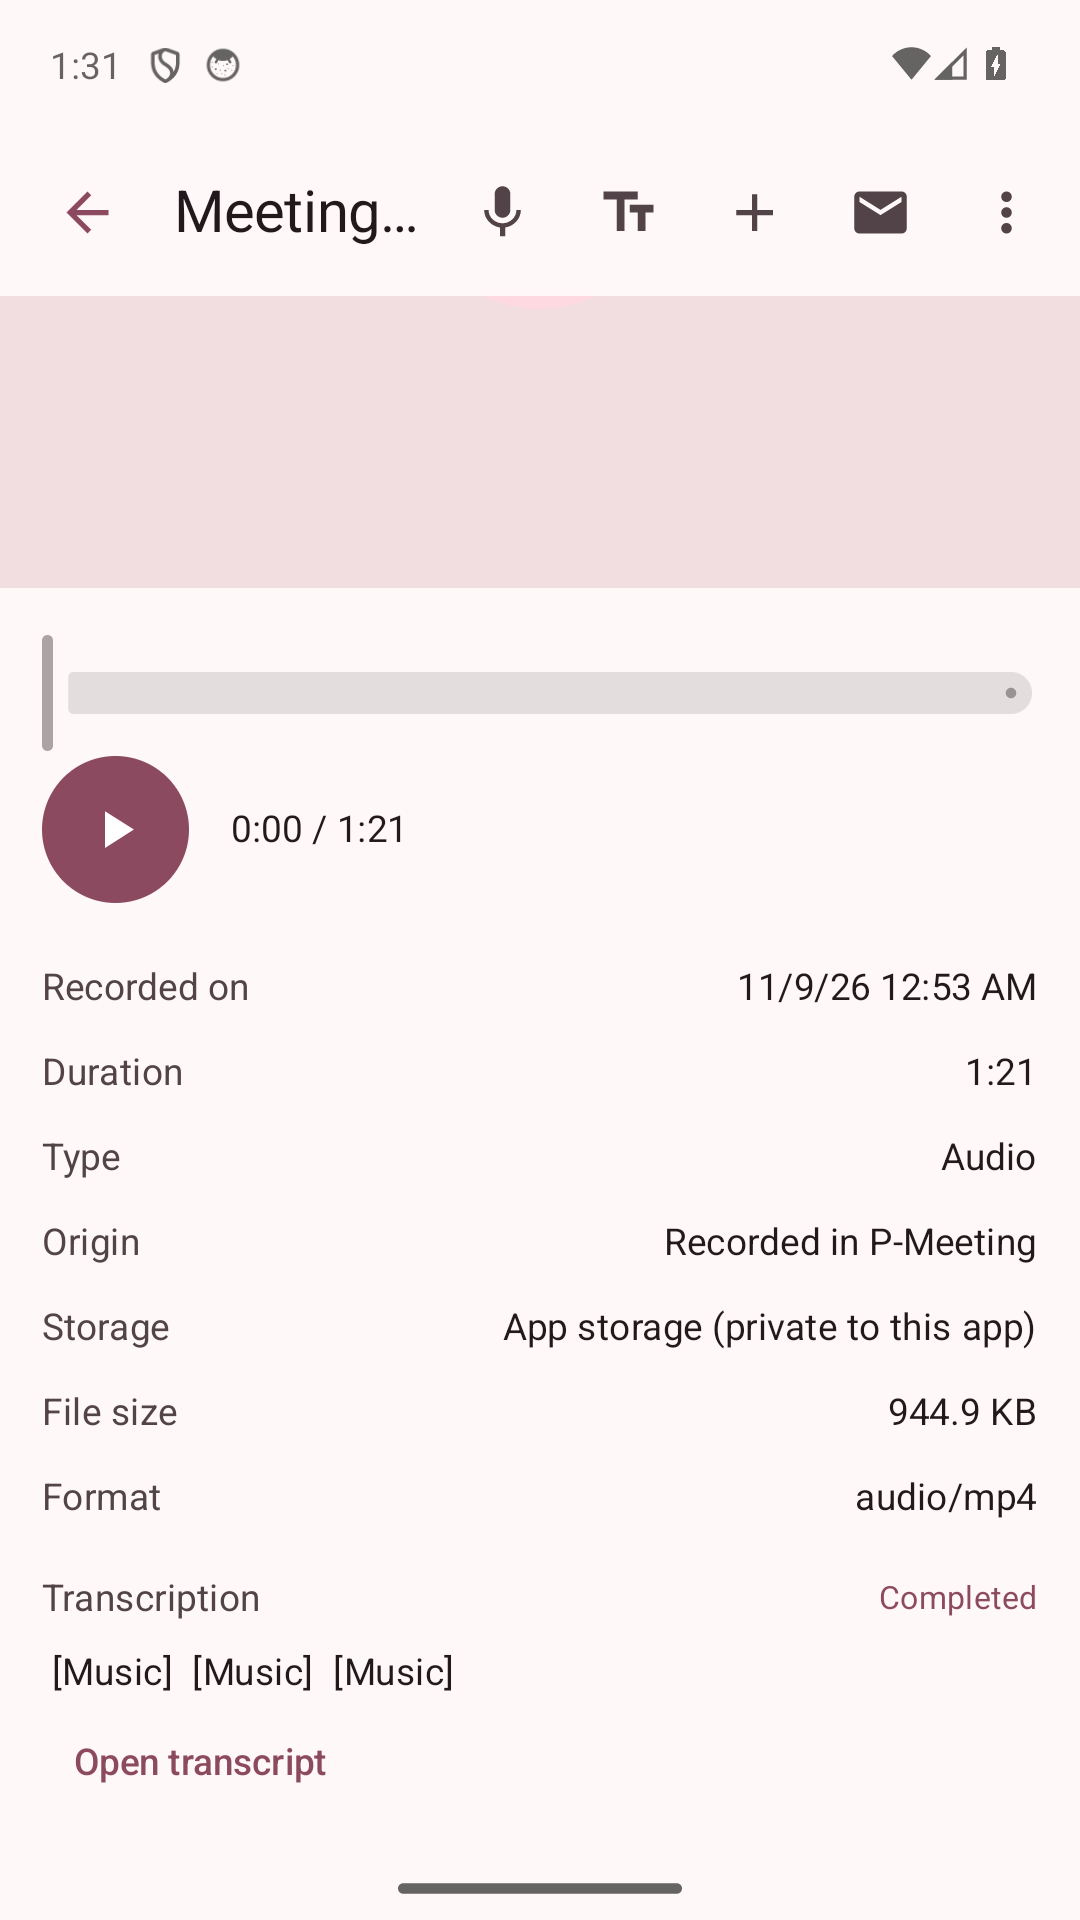 1:31
Meeting...
0:00 / 1:21
Recorded on 11/9/26 12:53 AM
Duration 1:21
Type Audio
Origin Recorded in P-Meeting
Storage App storage (private to this app)
File size 944.9 KB
Format audio/mp4
Transcription Completed
[Music] [Music] [Music]
Open transcript